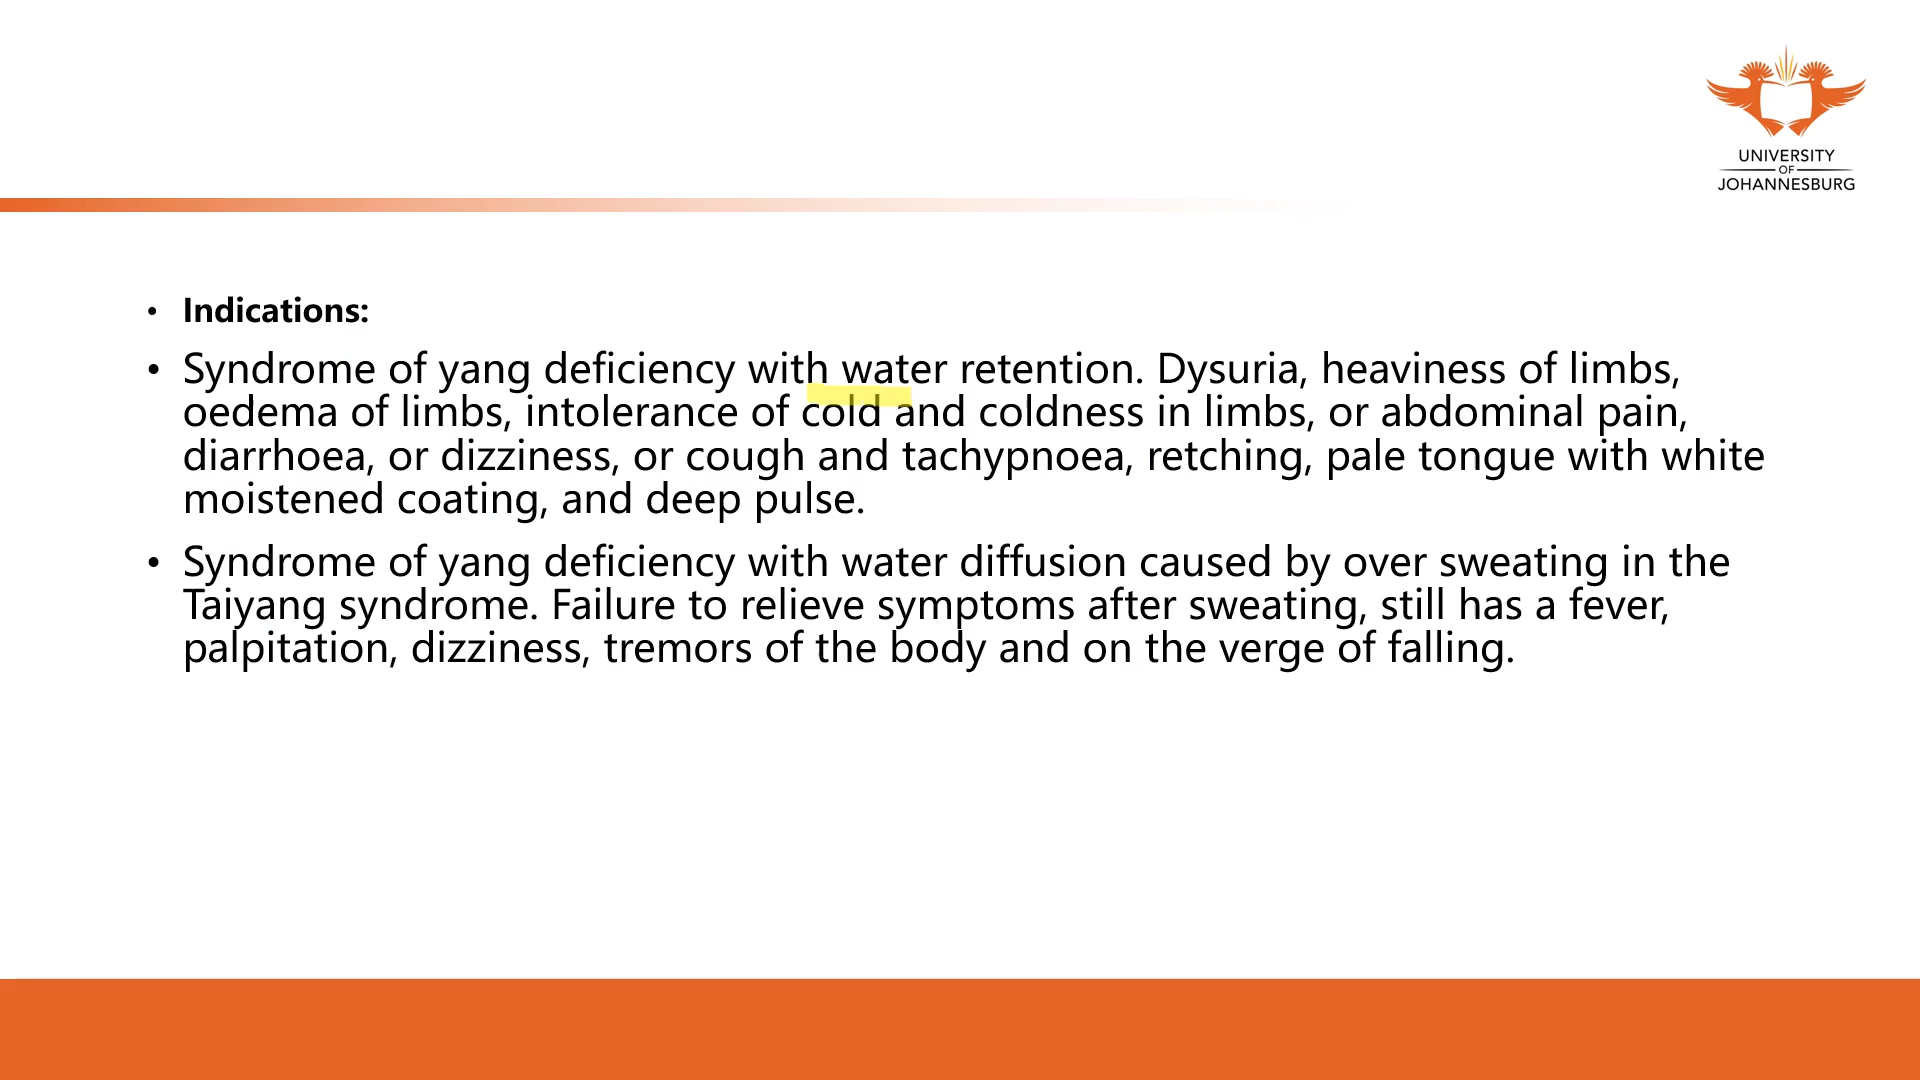 UNIVERSITY
OF
JOHANNESBURG
• Indications:
• Syndrome of yang deficiency with water retention. Dysuria, heaviness of limbs,
oedema of limbs, intolerance of cold and coldness in limbs, or abdominal pain,
diarrhoea, or dizziness, or cough and tachypnoea, retching, pale tongue with white
moistened coating, and deep pulse.
• Syndrome of yang deficiency with water diffusion caused by over sweating in the
Taiyang syndrome. Failure to relieve symptoms after sweating, still has a fever,
palpitation, dizziness, tremors of the body and on the verge of falling.